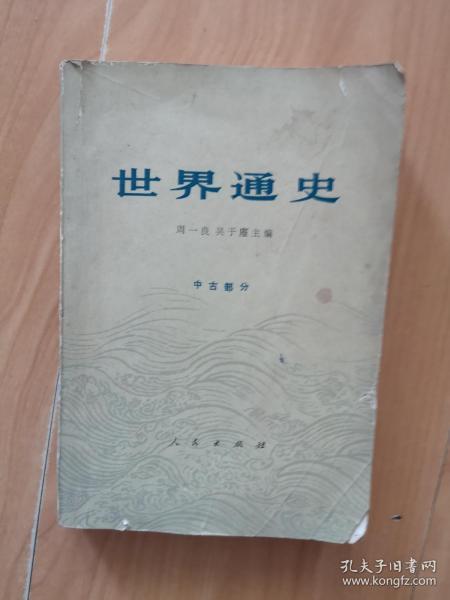 世界通史
周一良 吴于廑主编
中古部分
人民出版社
孔夫子旧书网
www.kongfz.com